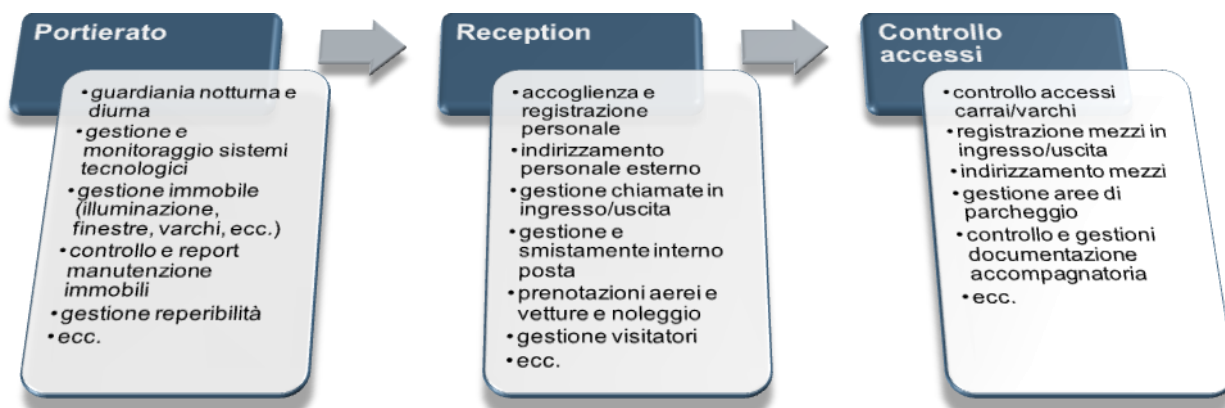 Portierato
• guardiania notturna e
diurna
• gestione e
monitoraggio sistemi
tecnologici
• gestione immobile
(illuminazione,
finestre, varchi, ecc.)
• controllo e report
manutenzione
immobili
• gestione reperibilità
• ecc.
Reception
• accoglienza e
registrazione
personale
• indirizzamento
personale esterno
• gestione chiamate in
ingresso/uscita
• gestione e
smistamente interno
posta
• prenotazioni aerei e
vetture e noleggio
• gestione visitatori
• ecc.
Controllo
accessi
• controllo accessi
carrai/varchi
• registrazione mezzi in
ingresso/uscita
• indirizzamento mezzi
• gestione aree di
parcheggio
• controllo e gestioni
documentazione
accompagnatoria
• ecc.